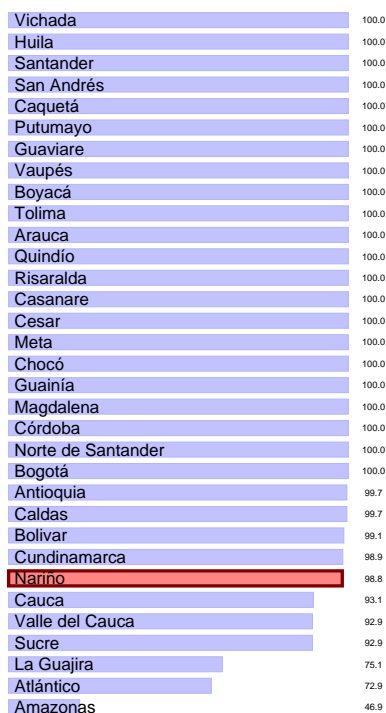 Vichada 100.0
Huila 100.0
Santander 100.0
San Andrés 100.0
Caquetá 100.0
Putumayo 100.0
Guaviare 100.0
Vaupés 100.0
Boyacá 100.0
Tolima 100.0
Arauca 100.0
Quindío 100.0
Risaralda 100.0
Casanare 100.0
Cesar 100.0
Meta 100.0
Chocó 100.0
Guainía 100.0
Magdalena 100.0
Córdoba 100.0
Norte de Santander 100.0
Bogotá 100.0
Antioquia 99.7
Caldas 99.7
Bolivar 99.1
Cundinamarca 98.9
Nariño 98.8
Cauca 93.1
Valle del Cauca 92.9
Sucre 92.9
La Guajira 75.1
Atlántico 72.9
Amazonas 46.9